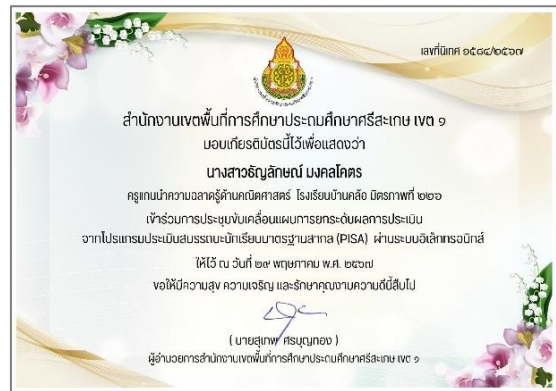 เลขที่นิเทศ ๑๕๘๔/๒๕๖๗
สำนักงานเขตพื้นที่การศึกษาประถมศึกษาศรีสะเกษ เขต ๑
มอบเกียรติบัตรนี้ไว้เพื่อแสดงว่า
นางสาวธัญลักษณ์ มงคลโคตร
ครูแกนนำความฉลาดรู้ด้านคณิตศาสตร์ โรงเรียนบ้านคล้อ มิตรภาพที่ ๒๒๖
เข้าร่วมการประชุมขับเคลื่อนแผนการยกระดับผลการประเมิน
จากโปรแกรมประเมินสมรรถนะนักเรียนมาตรฐานสากล (PISA) ผ่านระบบอิเล็กทรอนิกส์
ให้ไว้ ณ วันที่ ๒๙ พฤษภาคม พ.ศ. ๒๕๖๗
ขอให้มีความสุข ความเจริญ และรักษาคุณงามความดีนี้สืบไป
( นายสุเทพ ศรบุญทอง )
ผู้อำนวยการสำนักงานเขตพื้นที่การศึกษาประถมศึกษาศรีสะเกษ เขต ๑